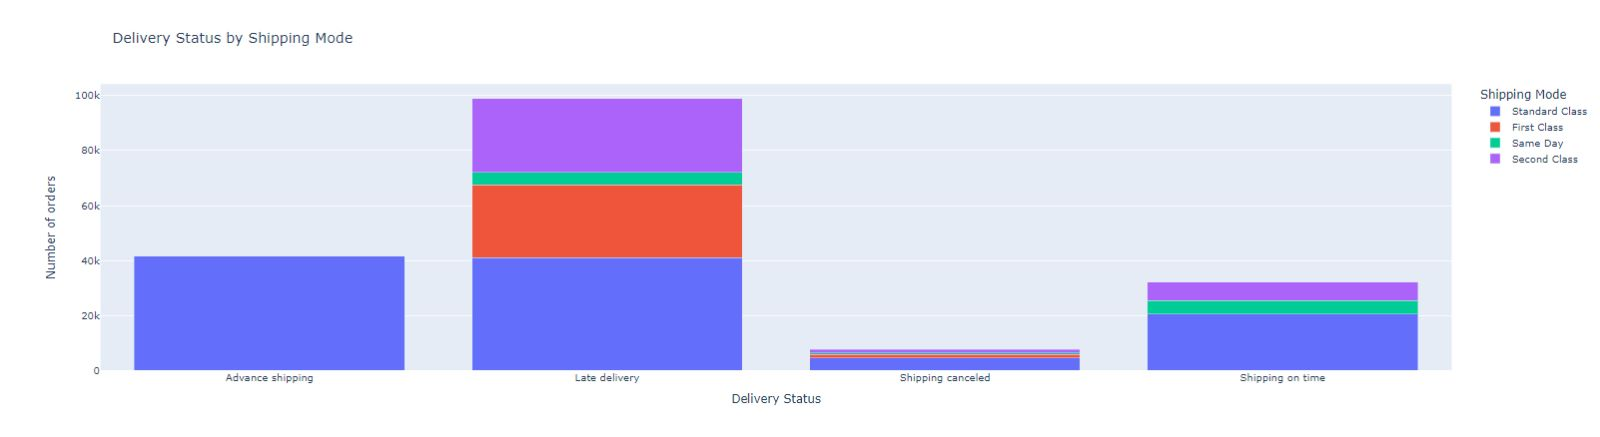 Delivery Status by Shipping Mode
100k
80k
60k
40k
20k
0
Number of orders
Advance shipping
Late delivery
Shipping canceled
Shipping on time
Delivery Status
Shipping Mode
Standard Class
First Class
Same Day
Second Class